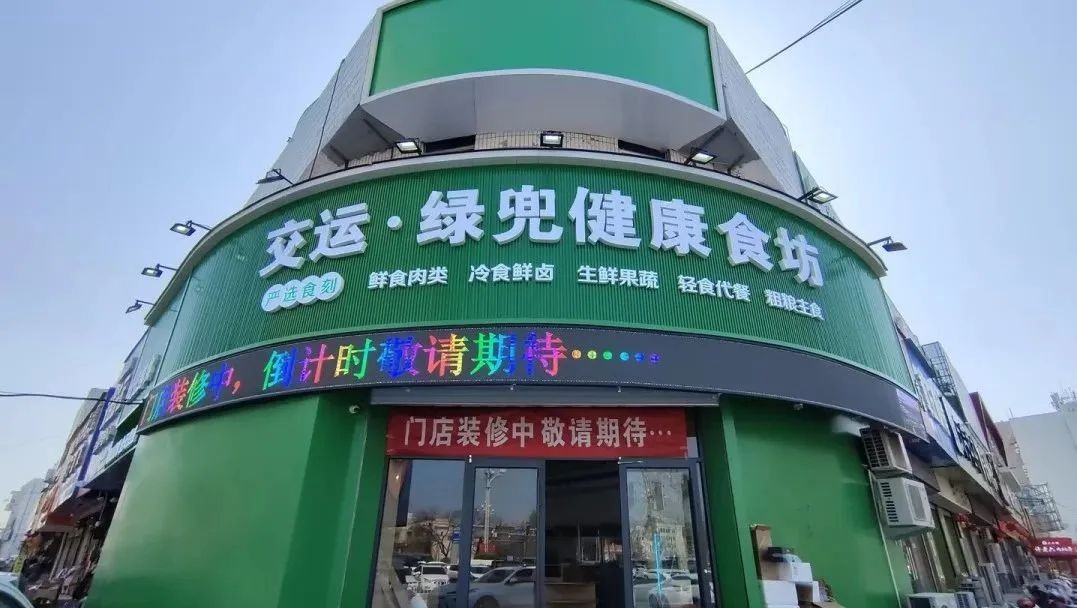 交运·绿兜健康食坊
严选食刻 鲜食肉类 冷食鲜卤 生鲜果蔬 轻食代餐 粗粮主食
装修中，倒计时敬请期待······
门店装修中敬请期待···